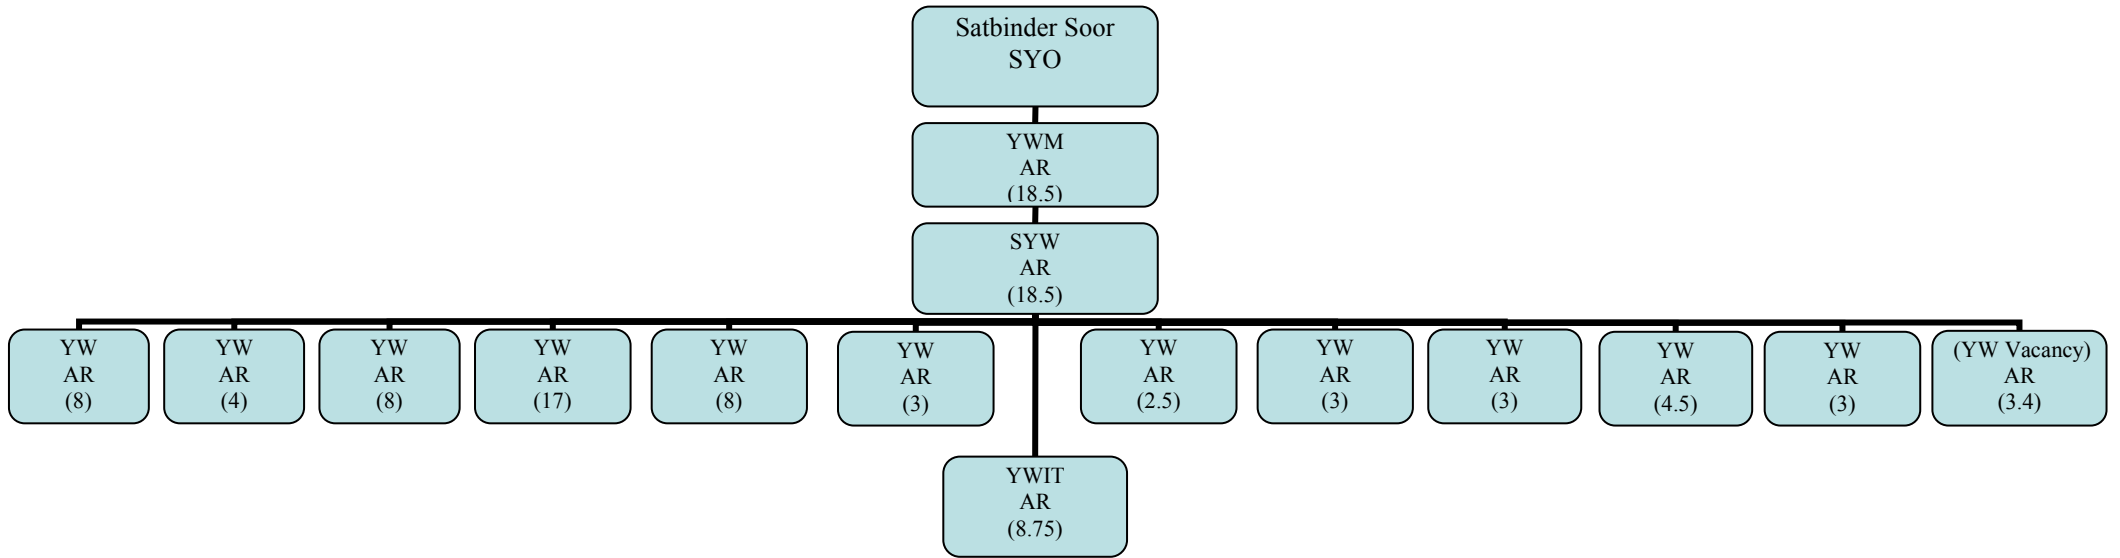 Satbinder Soor
SYO
YWM
AR
(18.5)
SYW
AR
(18.5)
YW
AR
(8)
YW
AR
(4)
YW
AR
(8)
YW
AR
(17)
YW
AR
(8)
YW
AR
(3)
YW
AR
(2.5)
YW
AR
(3)
YW
AR
(3)
YW
AR
(4.5)
YW
AR
(3)
(YW Vacancy)
AR
(3.4)
YWIT
AR
(8.75)